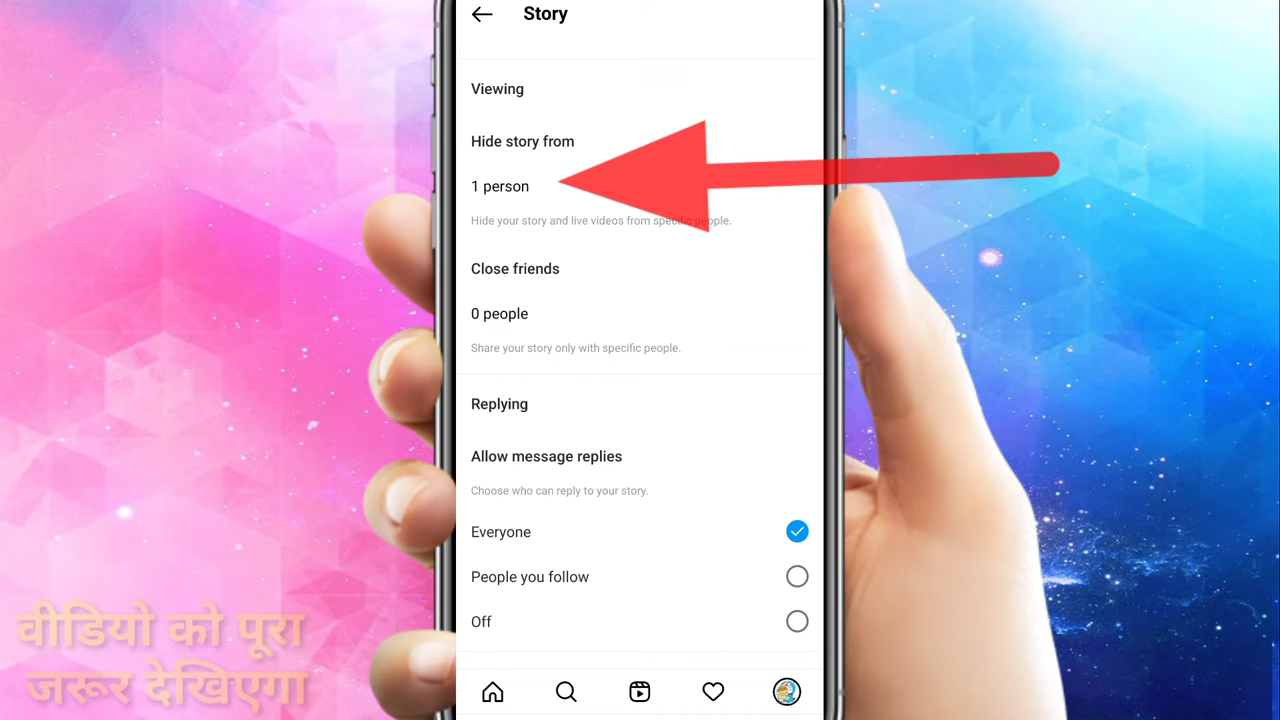 Story
Viewing
Hide story from
1 person
Hide your story and live videos from specific people.
Close friends
0 people
Share your story only with specific people.
Replying
Allow message replies
Choose who can reply to your story.
Everyone
People you follow
Off
वीडियो को पूरा
जरूर देखिएगा